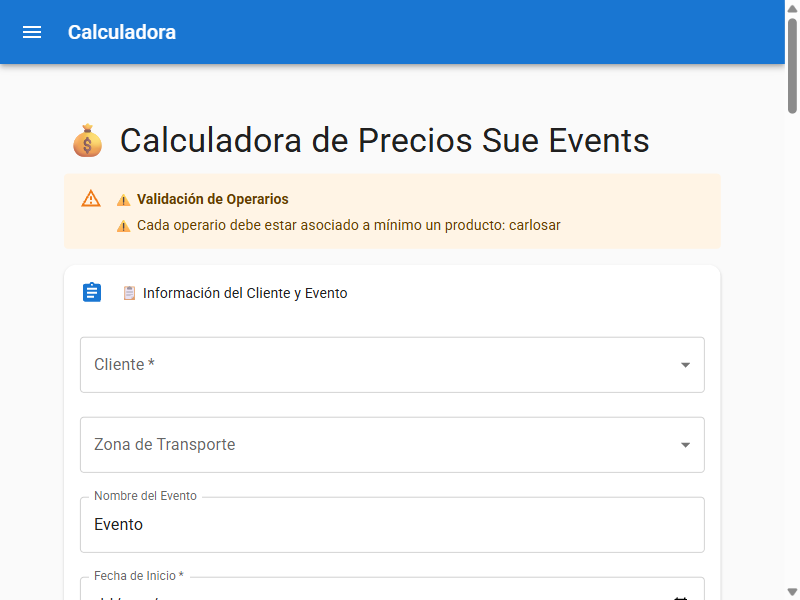 Calculadora
Calculadora de Precios Sue Events
Validación de Operarios
Cada operario debe estar asociado a mínimo un producto: carlosar
Información del Cliente y Evento
Cliente *
Zona de Transporte
Nombre del Evento
Evento
Fecha de Inicio *